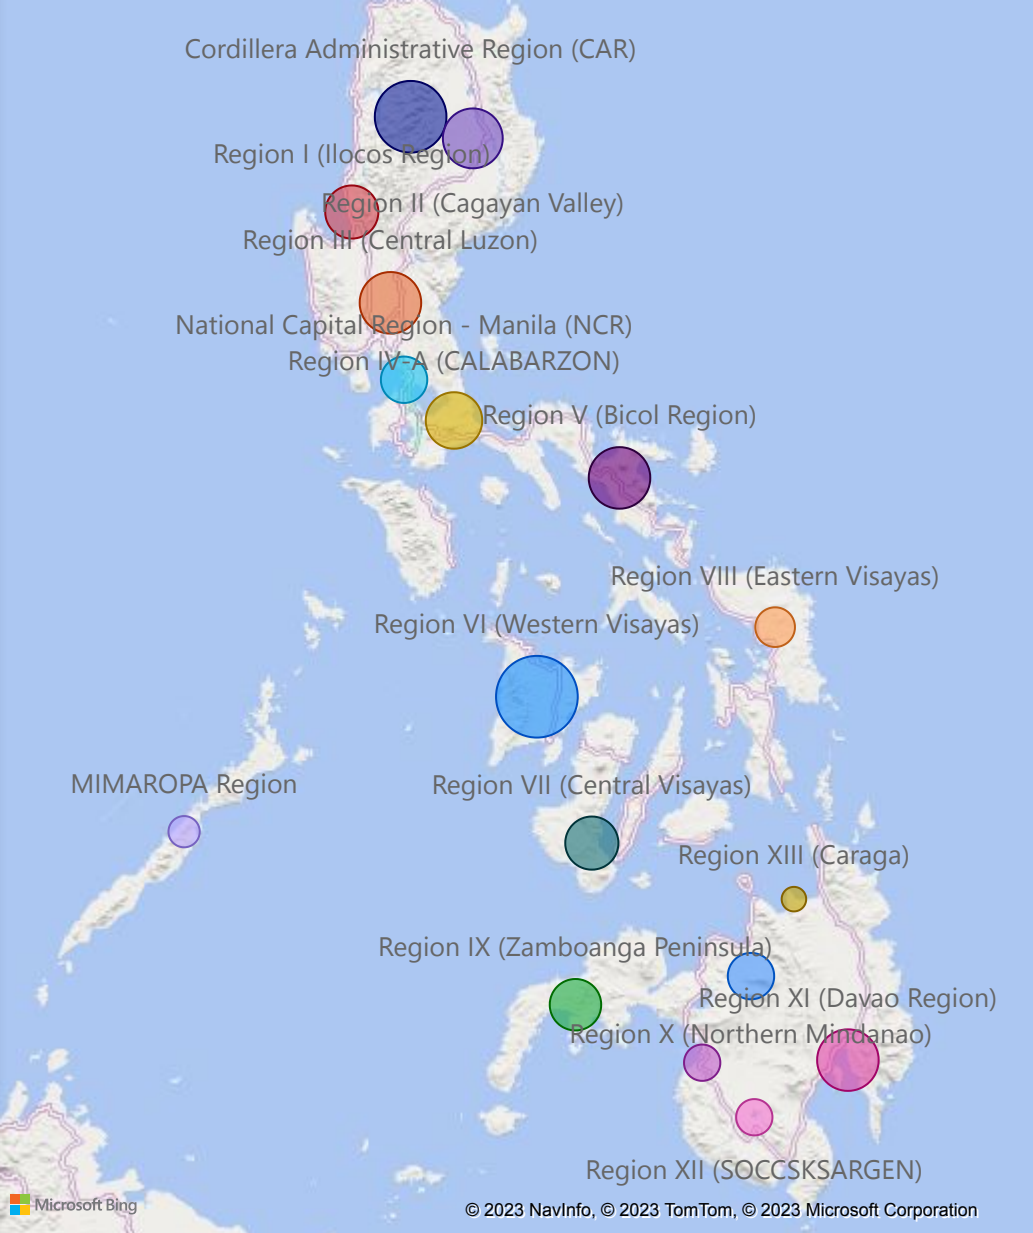 Cordillera Administrative Region (CAR)
Region I (Ilocos Region)
Region II (Cagayan Valley)
Region III (Central Luzon)
National Capital Region - Manila (NCR)
Region IV-A (CALABARZON)
Region V (Bicol Region)
Region VIII (Eastern Visayas)
Region VI (Western Visayas)
MIMAROPA Region
Region VII (Central Visayas)
Region XIII (Caraga)
Region IX (Zamboanga Peninsula)
Region XI (Davao Region)
Region X (Northern Mindanao)
Region XII (SOCCSKSARGEN)
Microsoft Bing
© 2023 NavInfo, © 2023 TomTom, © 2023 Microsoft Corporation